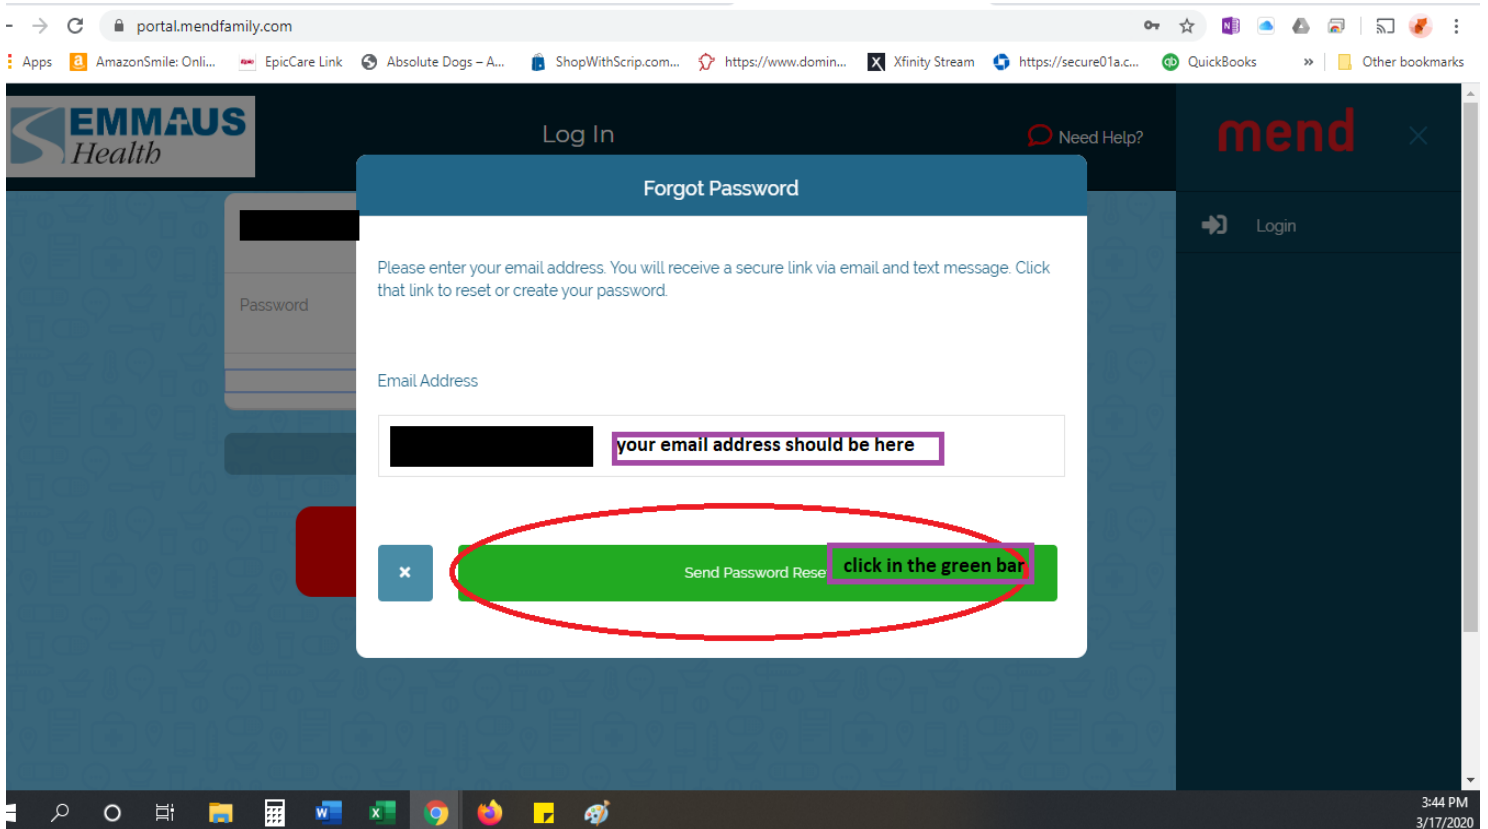 portal.mendfamily.com
Apps
AmazonSmile: Onli...
EpicCare Link
Absolute Dogs – A...
ShopWithScrip.com...
https://www.domin...
Xfinity Stream
https://secure01a.c...
QuickBooks
»
Other bookmarks
EMMAUS
Health
Log In
Need Help?
mend
Forgot Password
Login
Please enter your email address. You will receive a secure link via email and text message. Click
that link to reset or create your password.
Password
Email Address
your email address should be here
Send Password Reset
click in the green bar
3:44 PM
3/17/2020